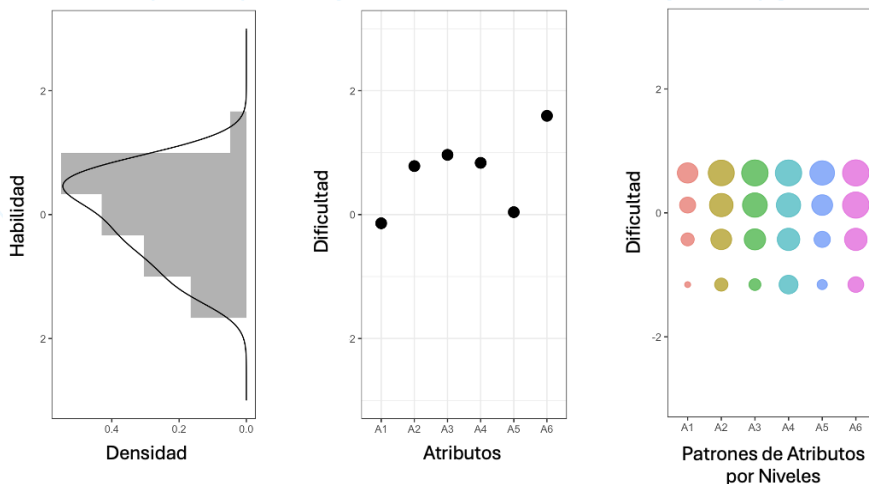 Habilidad
2
0
2
0.4
0.2
0.0
Densidad
Dificultad
2
0
2
A1
A2
A3
A4
A5
A6
Atributos
Dificultad
2
0
-2
A1
A2
A3
A4
A5
A6
Patrones de Atributos
por Niveles